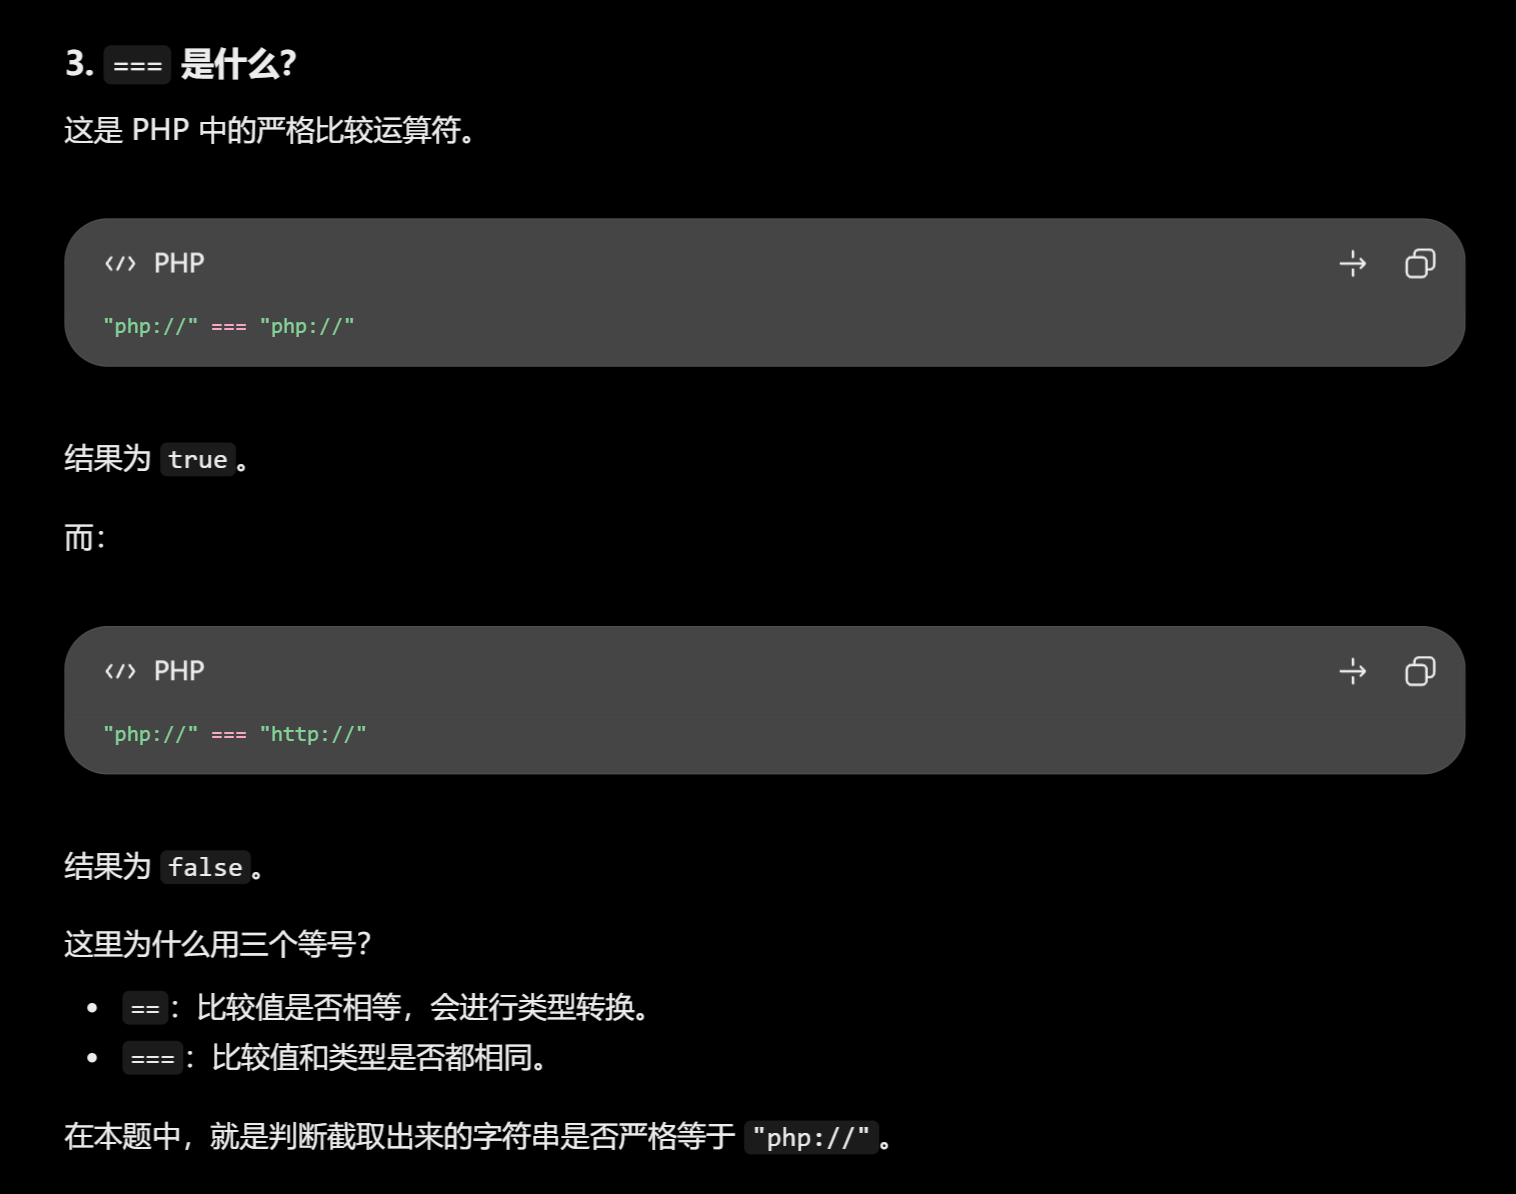 3. === 是什么？
这是 PHP 中的严格比较运算符。
</> PHP
"php://" === "php://"
结果为 true。
而：
</> PHP
"php://" === "http://"
结果为 false。
这里为什么用三个等号？
• ==：比较值是否相等，会进行类型转换。
• ===：比较值和类型是否都相同。
在本题中，就是判断截取出来的字符串是否严格等于 "php://"。